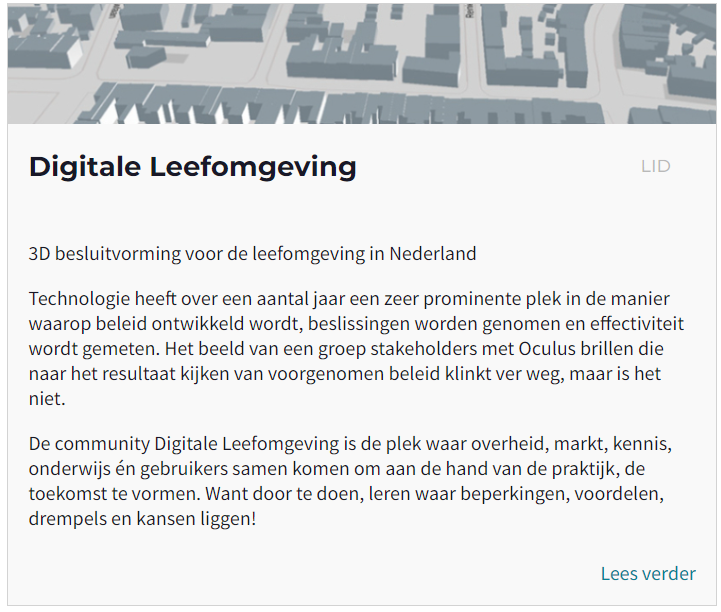 Digitale Leefomgeving
LID
3D besluitvorming voor de leefomgeving in Nederland
Technologie heeft over een aantal jaar een zeer prominente plek in de manier
waarop beleid ontwikkeld wordt, beslissingen worden genomen en effectiviteit
wordt gemeten. Het beeld van een groep stakeholders met Oculus brillen die
naar het resultaat kijken van voorgenomen beleid klinkt ver weg, maar is het
niet.
De community Digitale Leefomgeving is de plek waar overheid, markt, kennis,
onderwijs én gebruikers samen komen om aan de hand van de praktijk, de
toekomst te vormen. Want door te doen, leren waar beperkingen, voordelen,
drempels en kansen liggen!
Lees verder